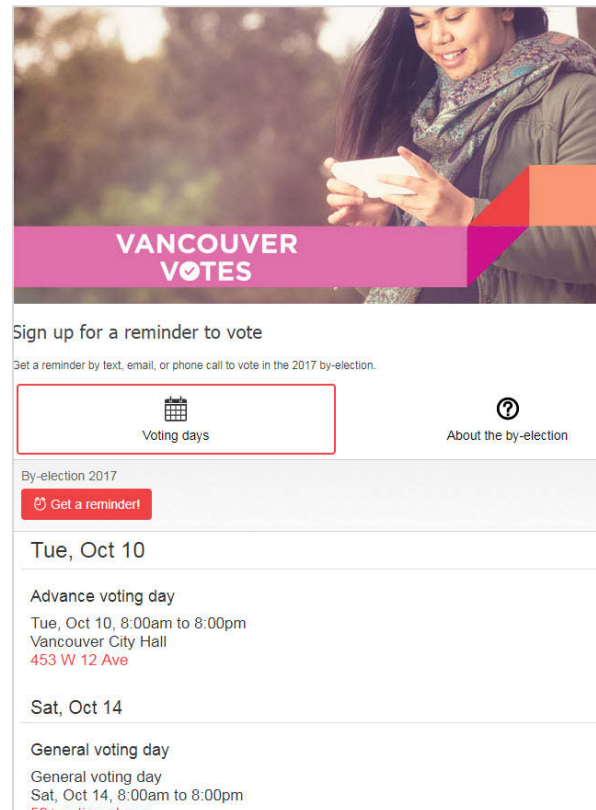 VANCOUVER
VOTES
Sign up for a reminder to vote
Get a reminder by text, email, or phone call to vote in the 2017 by-election.
Voting days
About the by-election
By-election 2017
Get a reminder!
Tue, Oct 10
Advance voting day
Tue, Oct 10, 8:00am to 8:00pm
Vancouver City Hall
453 W 12 Ave
Sat, Oct 14
General voting day
General voting day
Sat, Oct 14, 8:00am to 8:00pm